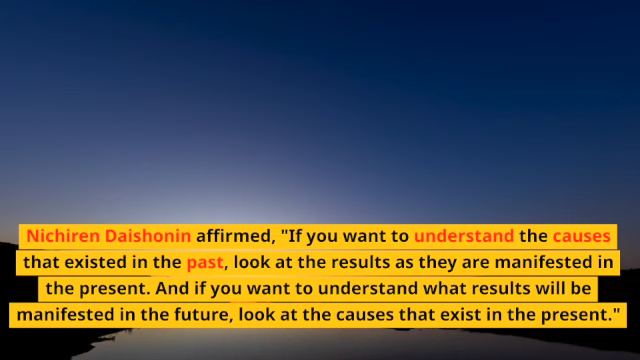 Nichiren Daishonin affirmed, "If you want to understand the causes
that existed in the past, look at the results as they are manifested in
the present. And if you want to understand what results will be
manifested in the future, look at the causes that exist in the present."